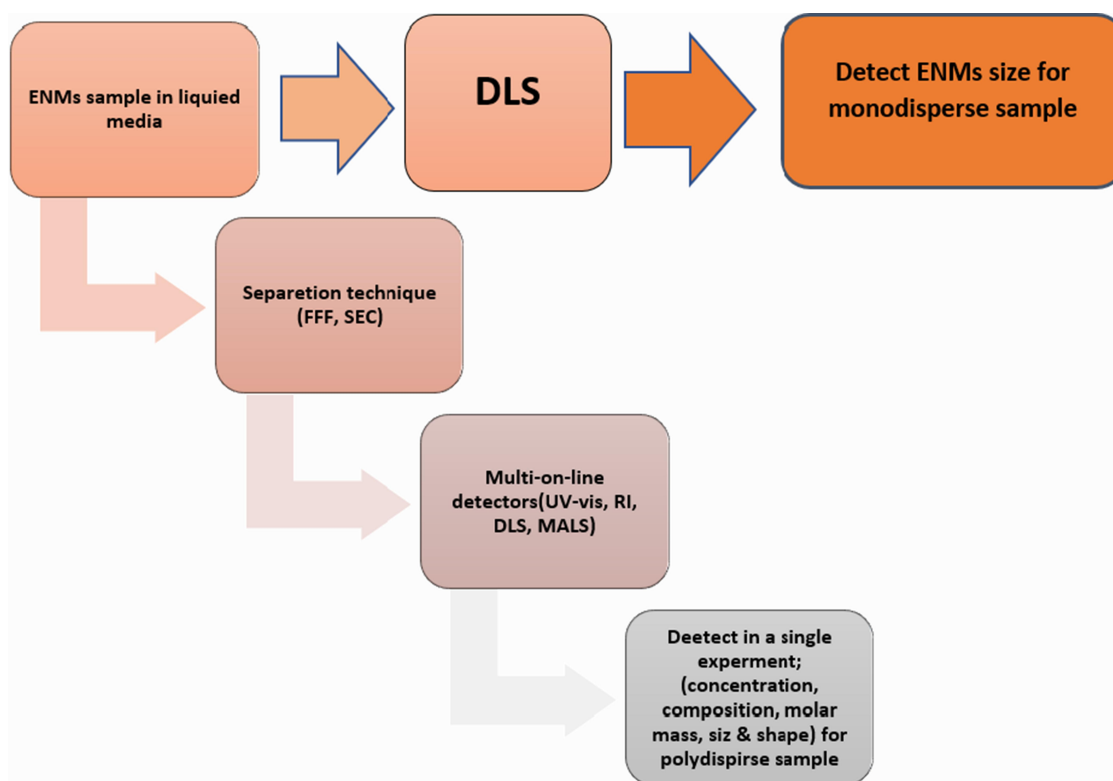 ENMs sample in liquied
media
DLS
Detect ENMs size for
monodisperse sample
Separetion technique
(FFF, SEC)
Multi-on-line
detectors(UV-vis, RI,
DLS, MALS)
Deetect in a single
experment;
(concentration,
composition, molar
mass, siz & shape) for
polydispirse sample